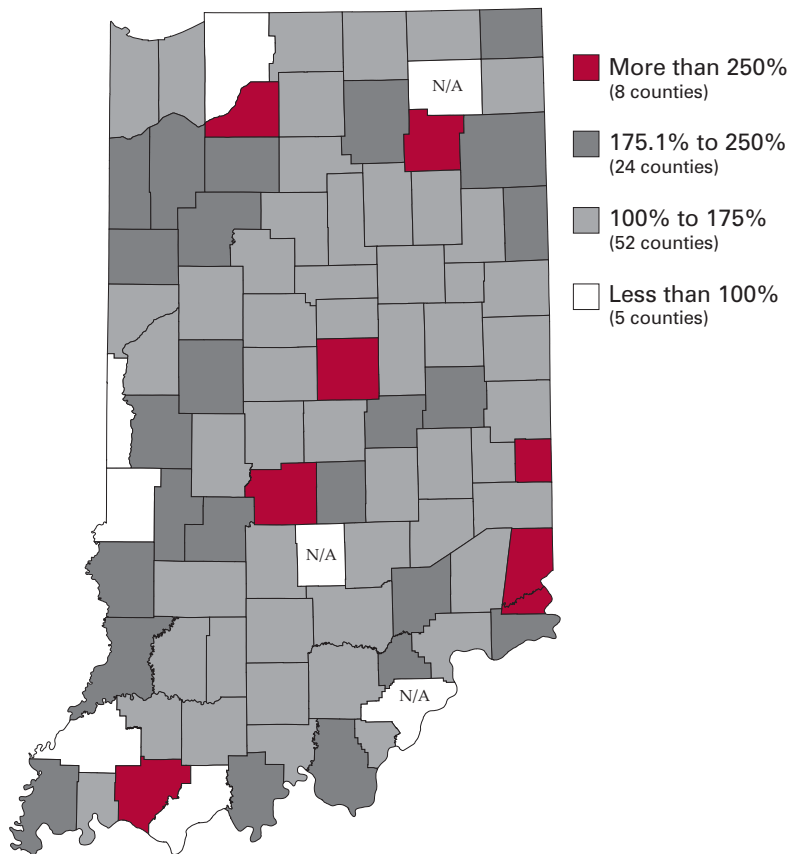 N/A
More than 250%
(8 counties)
175.1% to 250%
(24 counties)
100% to 175%
(52 counties)
Less than 100%
(5 counties)
N/A
N/A